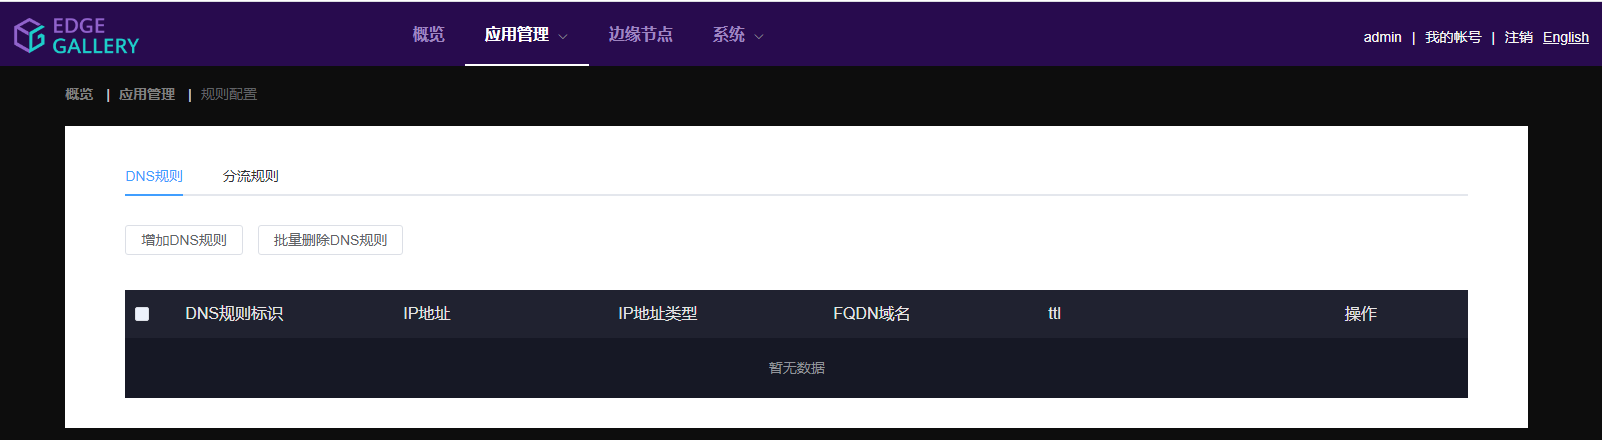 EDGE
GALLERY
概览 应用管理 边缘节点 系统
admin | 我的帐号 | 注销 English
概览 | 应用管理 | 规则配置
DNS规则 分流规则
增加DNS规则 批量删除DNS规则
DNS规则标识 IP地址 IP地址类型 FQDN域名 ttl 操作
暂无数据